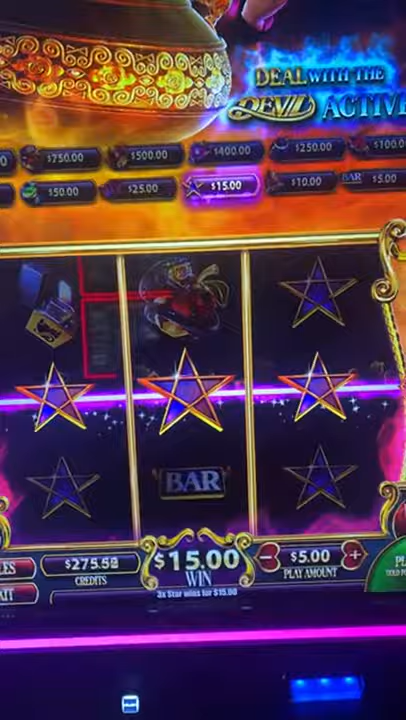 DEAL WITH THE
DEVIL ACTIVE
$750.00 $500.00 $400.00 $250.00 $100.0
$50.00 $25.00 $15.00 $10.00 BAR $5.00
BAR
$275.58
CREDITS
$15.00
WIN
3x Star wins for $15.00
$5.00
PLAY AMOUNT